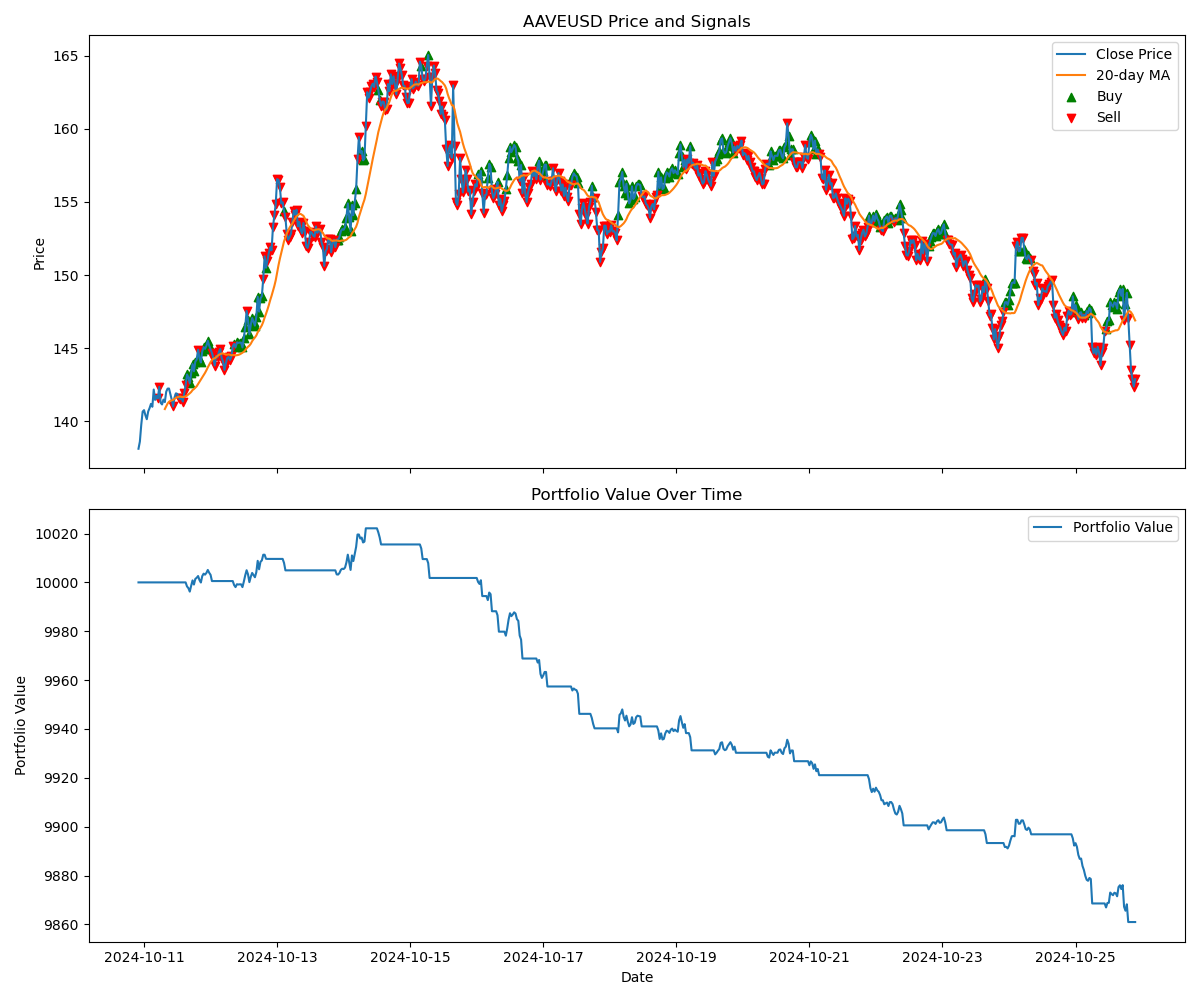 AAVEUSD Price and Signals
Price
165
160
155
150
145
140
Close Price
20-day MA
Buy
Sell
Portfolio Value Over Time
Portfolio Value
10020
10000
9980
9960
9940
9920
9900
9880
9860
Portfolio Value
2024-10-11 2024-10-13 2024-10-15 2024-10-17 2024-10-19 2024-10-21 2024-10-23 2024-10-25
Date